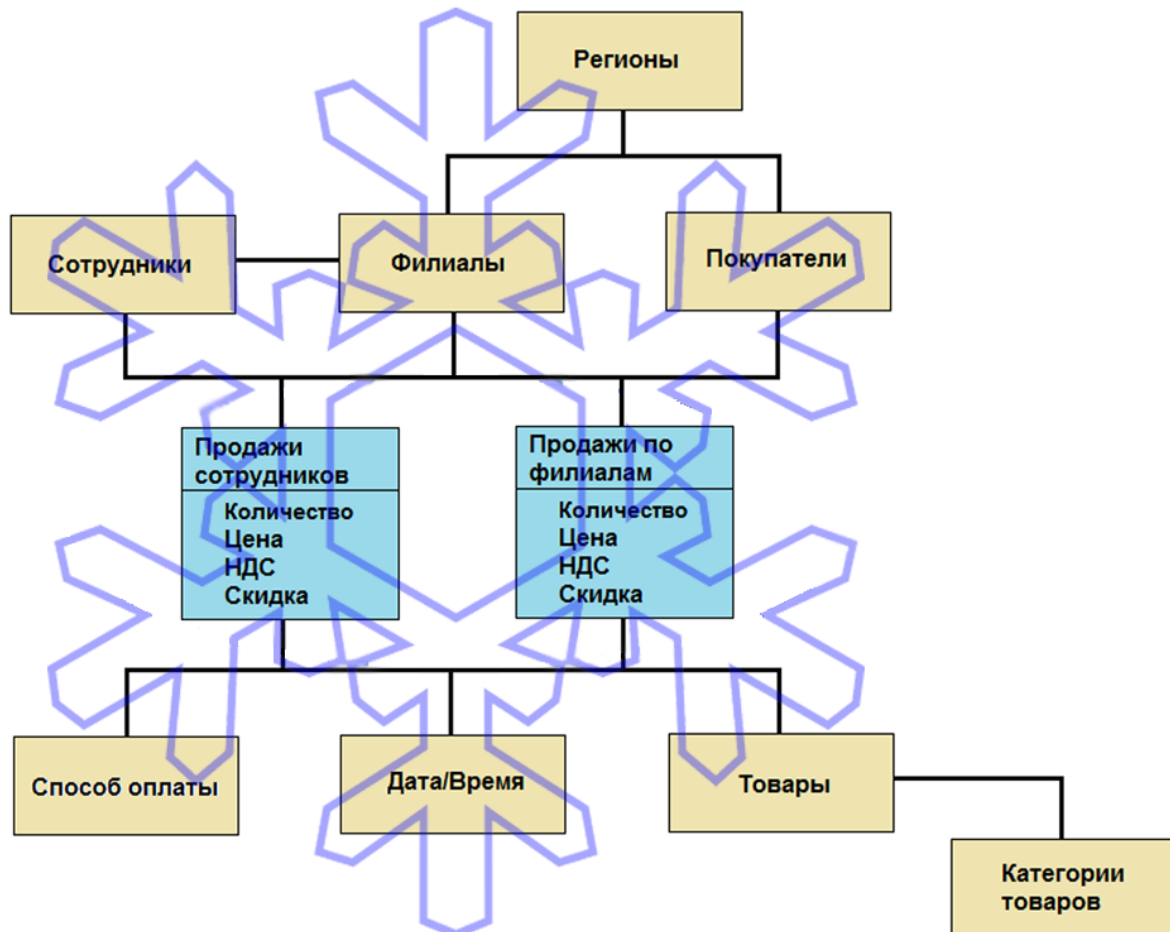 Регионы
Сотрудники
Филиалы
Покупатели
Продажи
сотрудников
Количество
Цена
НДС
Скидка
Продажи по
филиалам
Количество
Цена
НДС
Скидка
Способ оплаты
Дата/Время
Товары
Категории
товаров